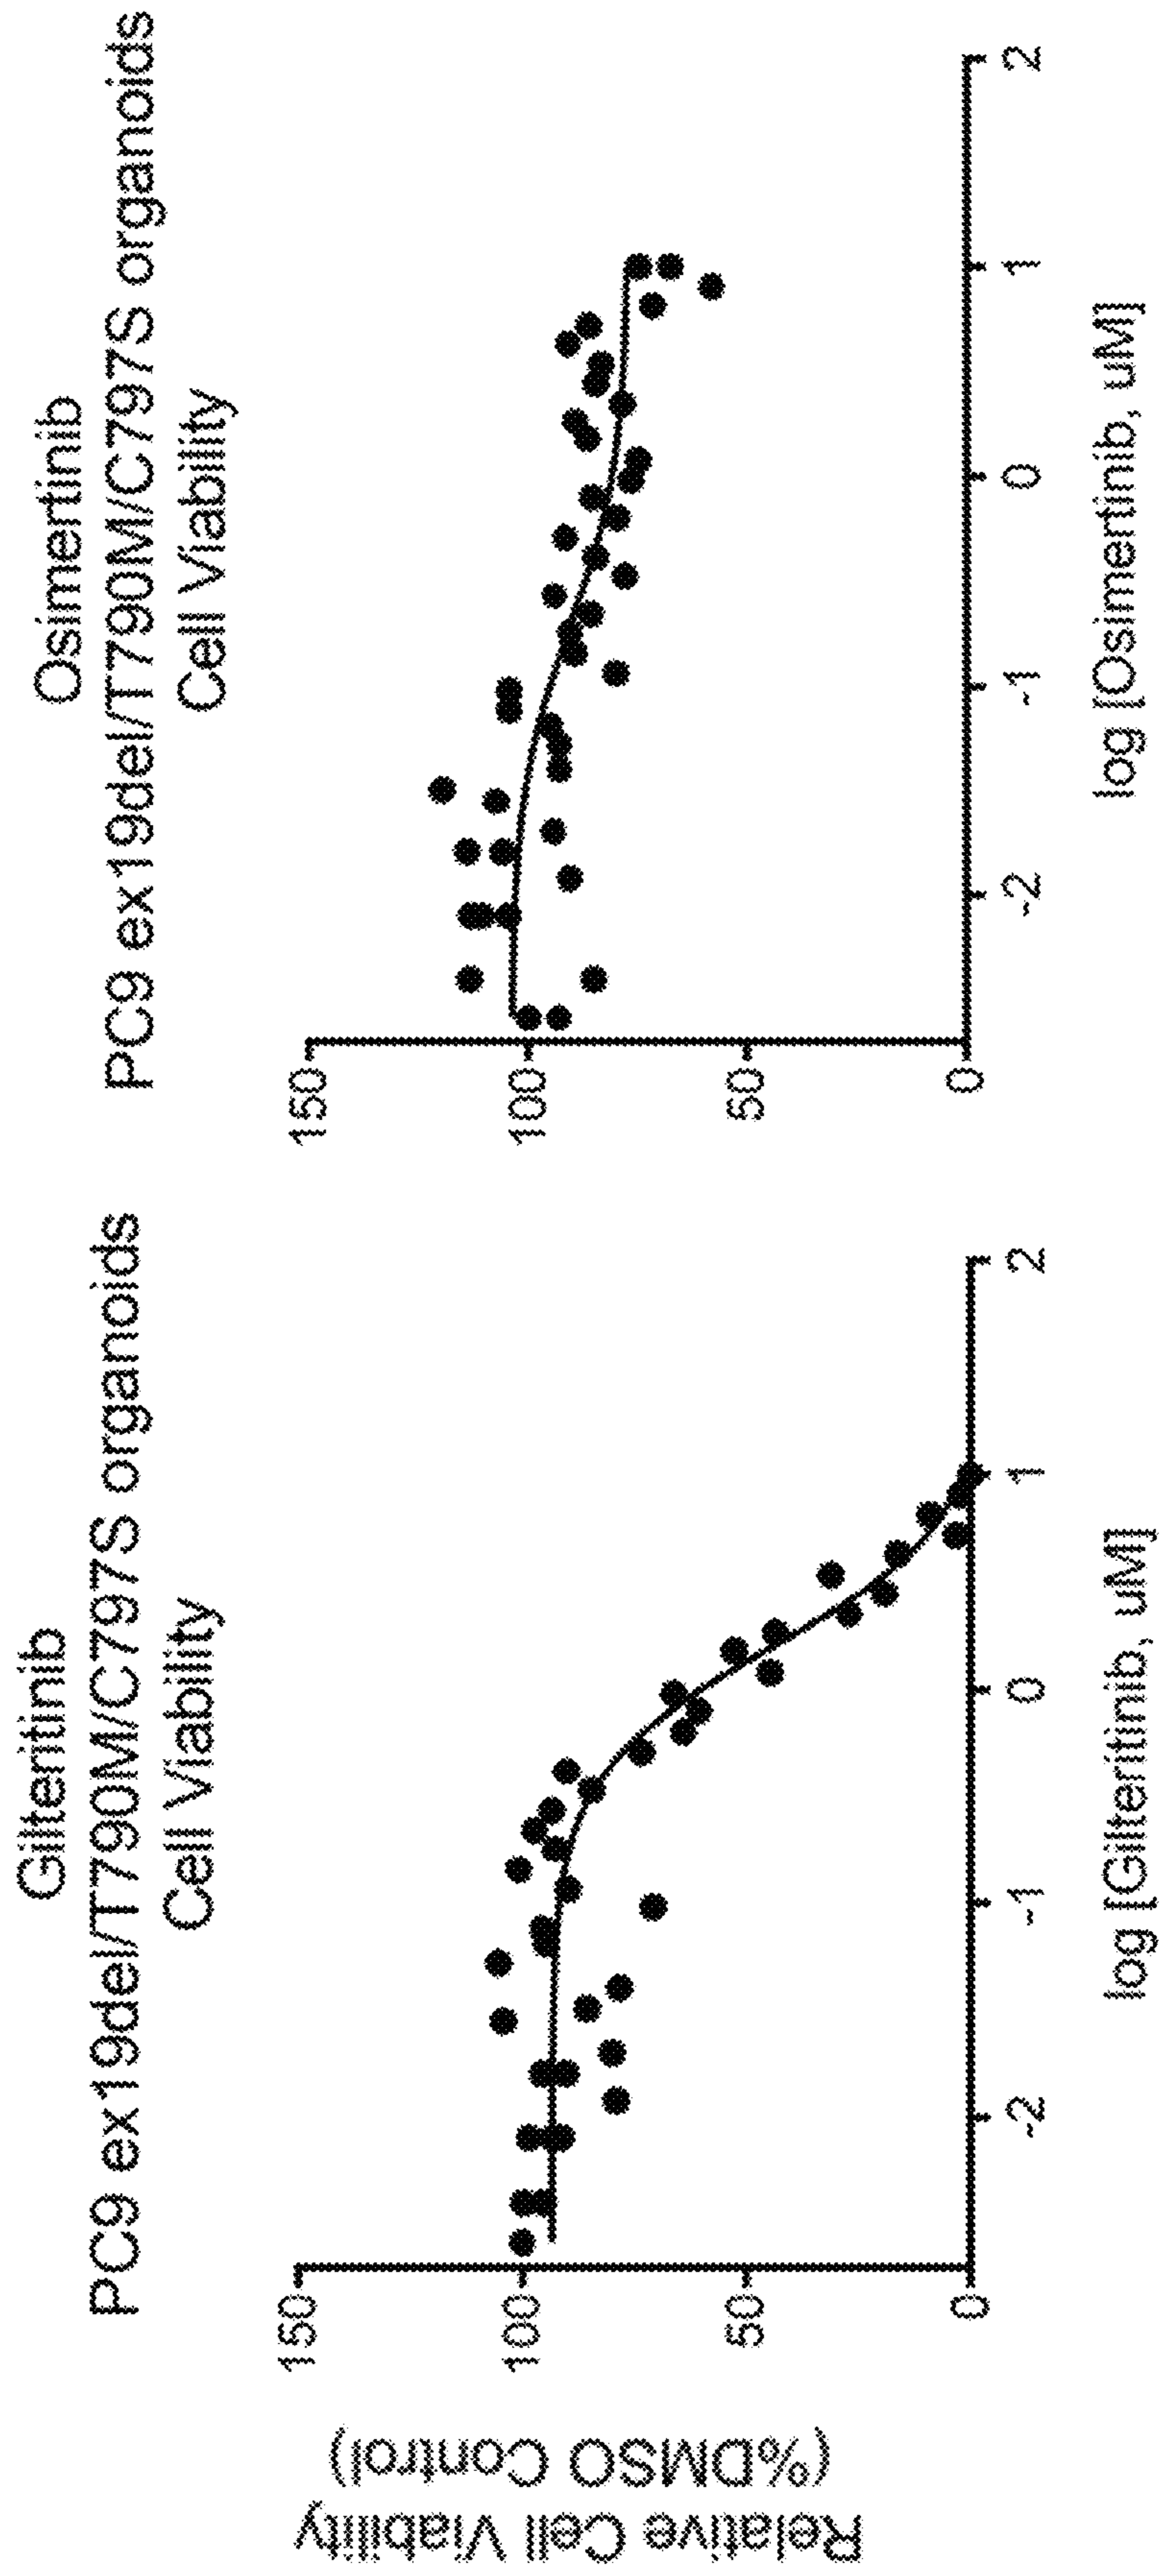 Gilteritinib
PC9 ex19del/T790M/C797S organoids
Cell Viability
Relative Cell Viability
(%DMSO Control)
150
100
50
0
-2
-1
0
1
2
log [Gilteritinib, uM]
Osimertinib
PC9 ex19del/T790M/C797S organoids
Cell Viability
150
100
50
0
-2
-1
0
1
2
log [Osimertinib, uM]